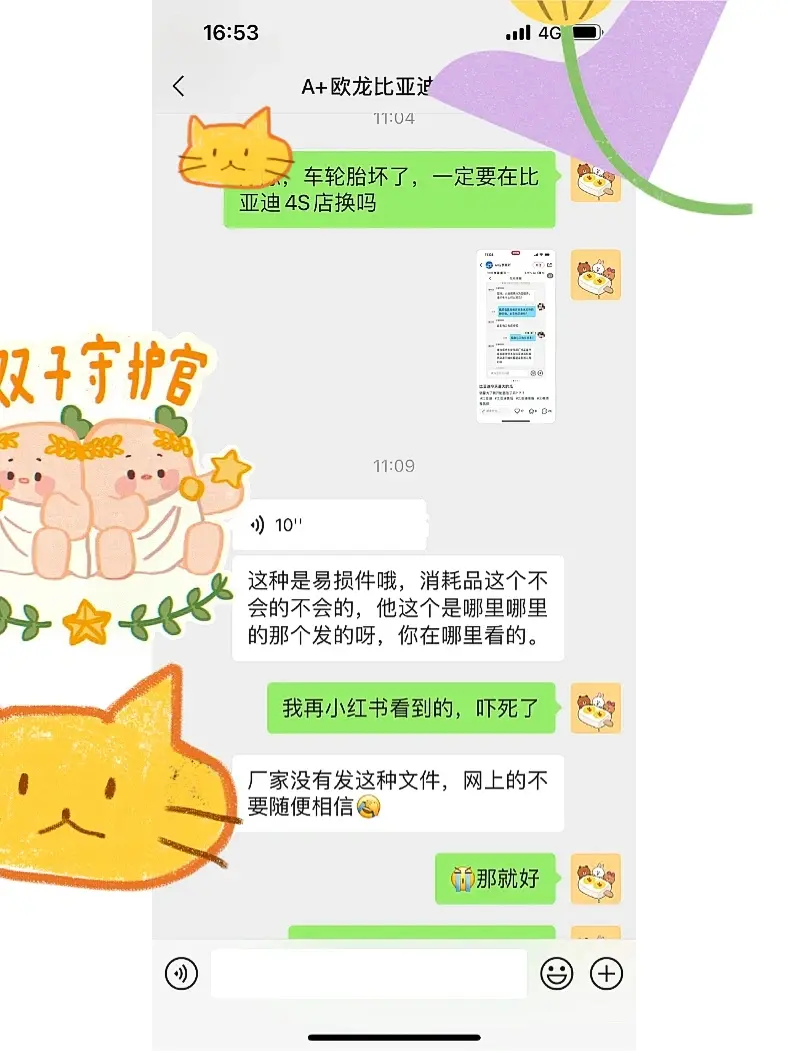 16:53
4G
A+欧龙比亚迪
11:04
，车轮胎坏了，一定要在比
亚迪4S店换吗
11:09
10''
这种是易损件哦，消耗品这个不
会的不会的，他这个是哪里哪里
的那个发的呀，你在哪里看的。
双子守护官
我再小红书看到的，吓死了
厂家没有发这种文件，网上的不
要随便相信🤣
😭那就好